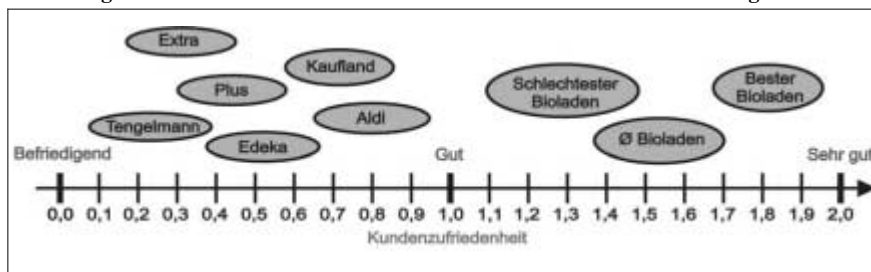 Extra
Kaufland
Plus
Schlechtester
Bioladen
Bester
Bioladen
Tengelmann
Aldi
Edeka
Ø Bioladen
Befriedigend
Gut
Sehr gut
0,0 0,1 0,2 0,3 0,4 0,5 0,6 0,7 0,8 0,9 1,0 1,1 1,2 1,3 1,4 1,5 1,6 1,7 1,8 1,9 2,0
Kundenzufriedenheit